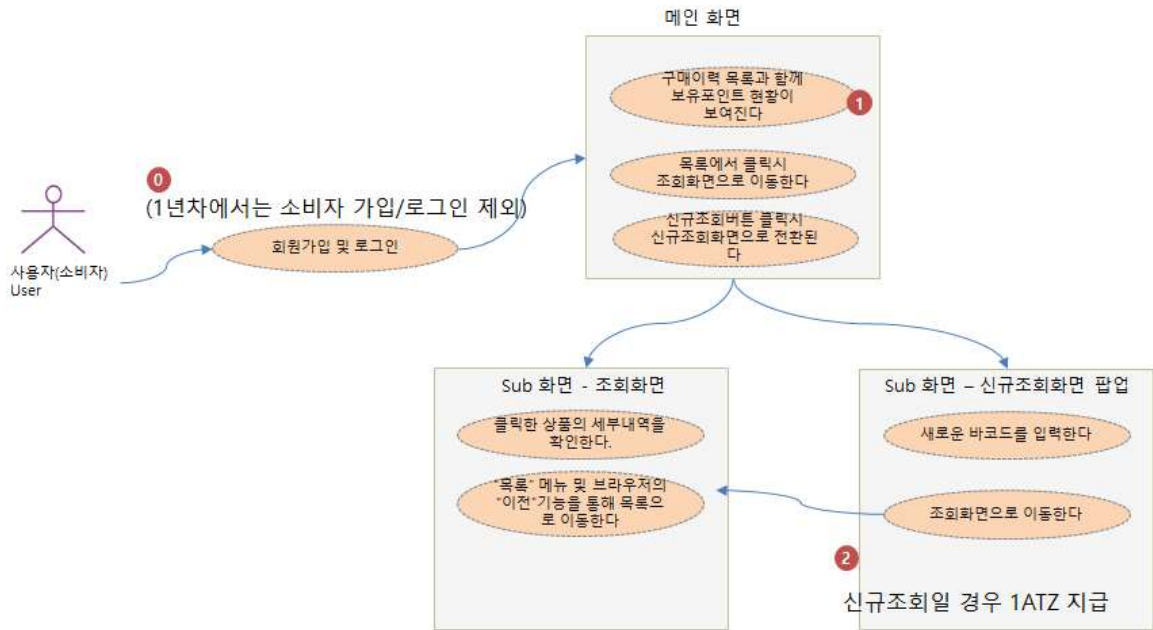 메인 화면
구매이력 목록과 함께
보유포인트 현황이
보여진다
1
목록에서 클릭시
조회화면으로 이동한다
신규조회버튼 클릭시
신규조회화면으로 전환된
다
0
(1년차에서는 소비자 가입/로그인 제외)
회원가입 및 로그인
사용자(소비자)
User
Sub 화면 - 조회화면
클릭한 상품의 세부내역을
확인한다.
"목록" 메뉴 및 브라우저의
"이전"기능을 통해 목록으
로 이동한다
Sub 화면 – 신규조회화면 팝업
새로운 바코드를 입력한다
조회화면으로 이동한다
2
신규조회일 경우 1ATZ 지급